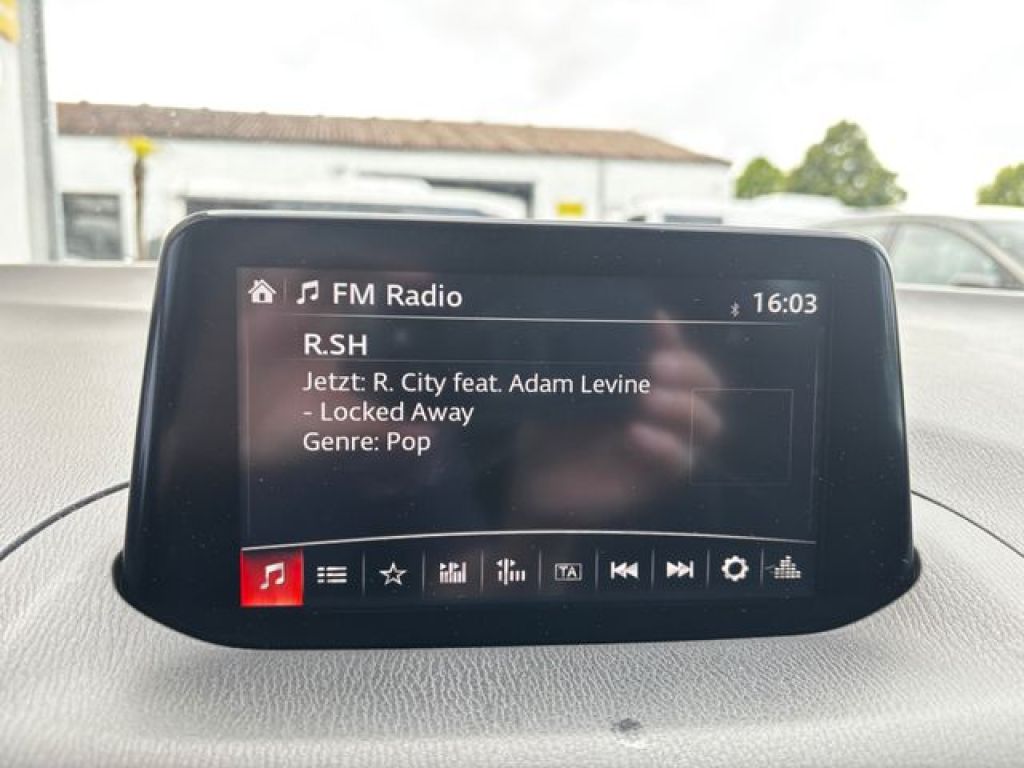 FM Radio
16:03
R.SH
Jetzt: R. City feat. Adam Levine
- Locked Away
Genre: Pop
TA